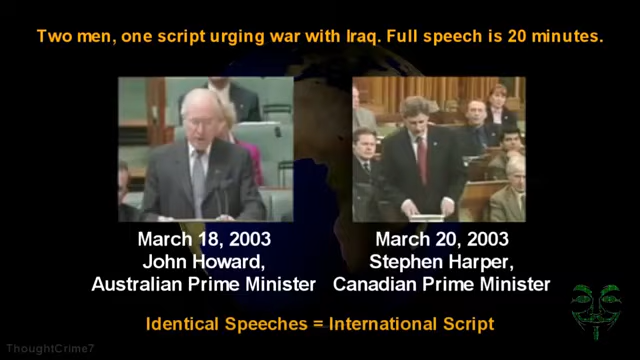 Two men, one script urging war with Iraq. Full speech is 20 minutes.
March 18, 2003
John Howard,
Australian Prime Minister
March 20, 2003
Stephen Harper,
Canadian Prime Minister
Identical Speeches = International Script
ThoughtCrime7